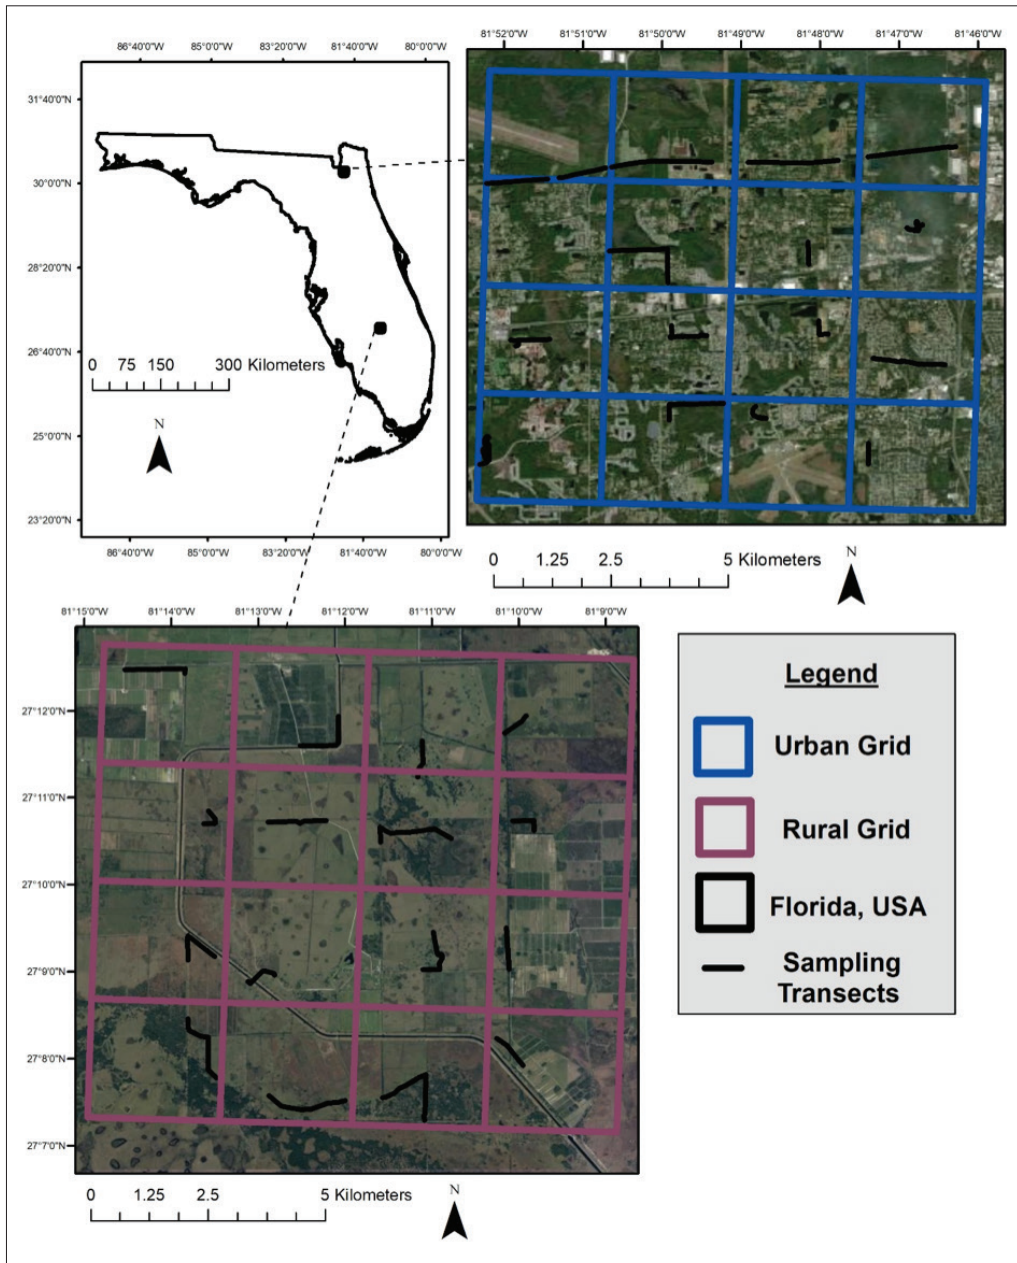 86°40'0"W 85°0'0"W 83°20'0"W 81°40'0"W 80°0'0"W
31°40'0"N
30°0'0"N
28°20'0"N
26°40'0"N
25°0'0"N
23°20'0"N
0 75 150 300 Kilometers
N
86°40'0"W 85°0'0"W 83°20'0"W 81°40'0"W 80°0'0"W
81°52'0"W 81°51'0"W 81°50'0"W 81°49'0"W 81°48'0"W 81°47'0"W 81°46'0"W
0 1.25 2.5 5 Kilometers
N
81°15'0"W 81°14'0"W 81°13'0"W 81°12'0"W 81°11'0"W 81°10'0"W 81°9'0"W
27°12'0"N
27°11'0"N
27°10'0"N
27°9'0"N
27°8'0"N
27°7'0"N
0 1.25 2.5 5 Kilometers
N
Legend
Urban Grid
Rural Grid
Florida, USA
Sampling
Transects